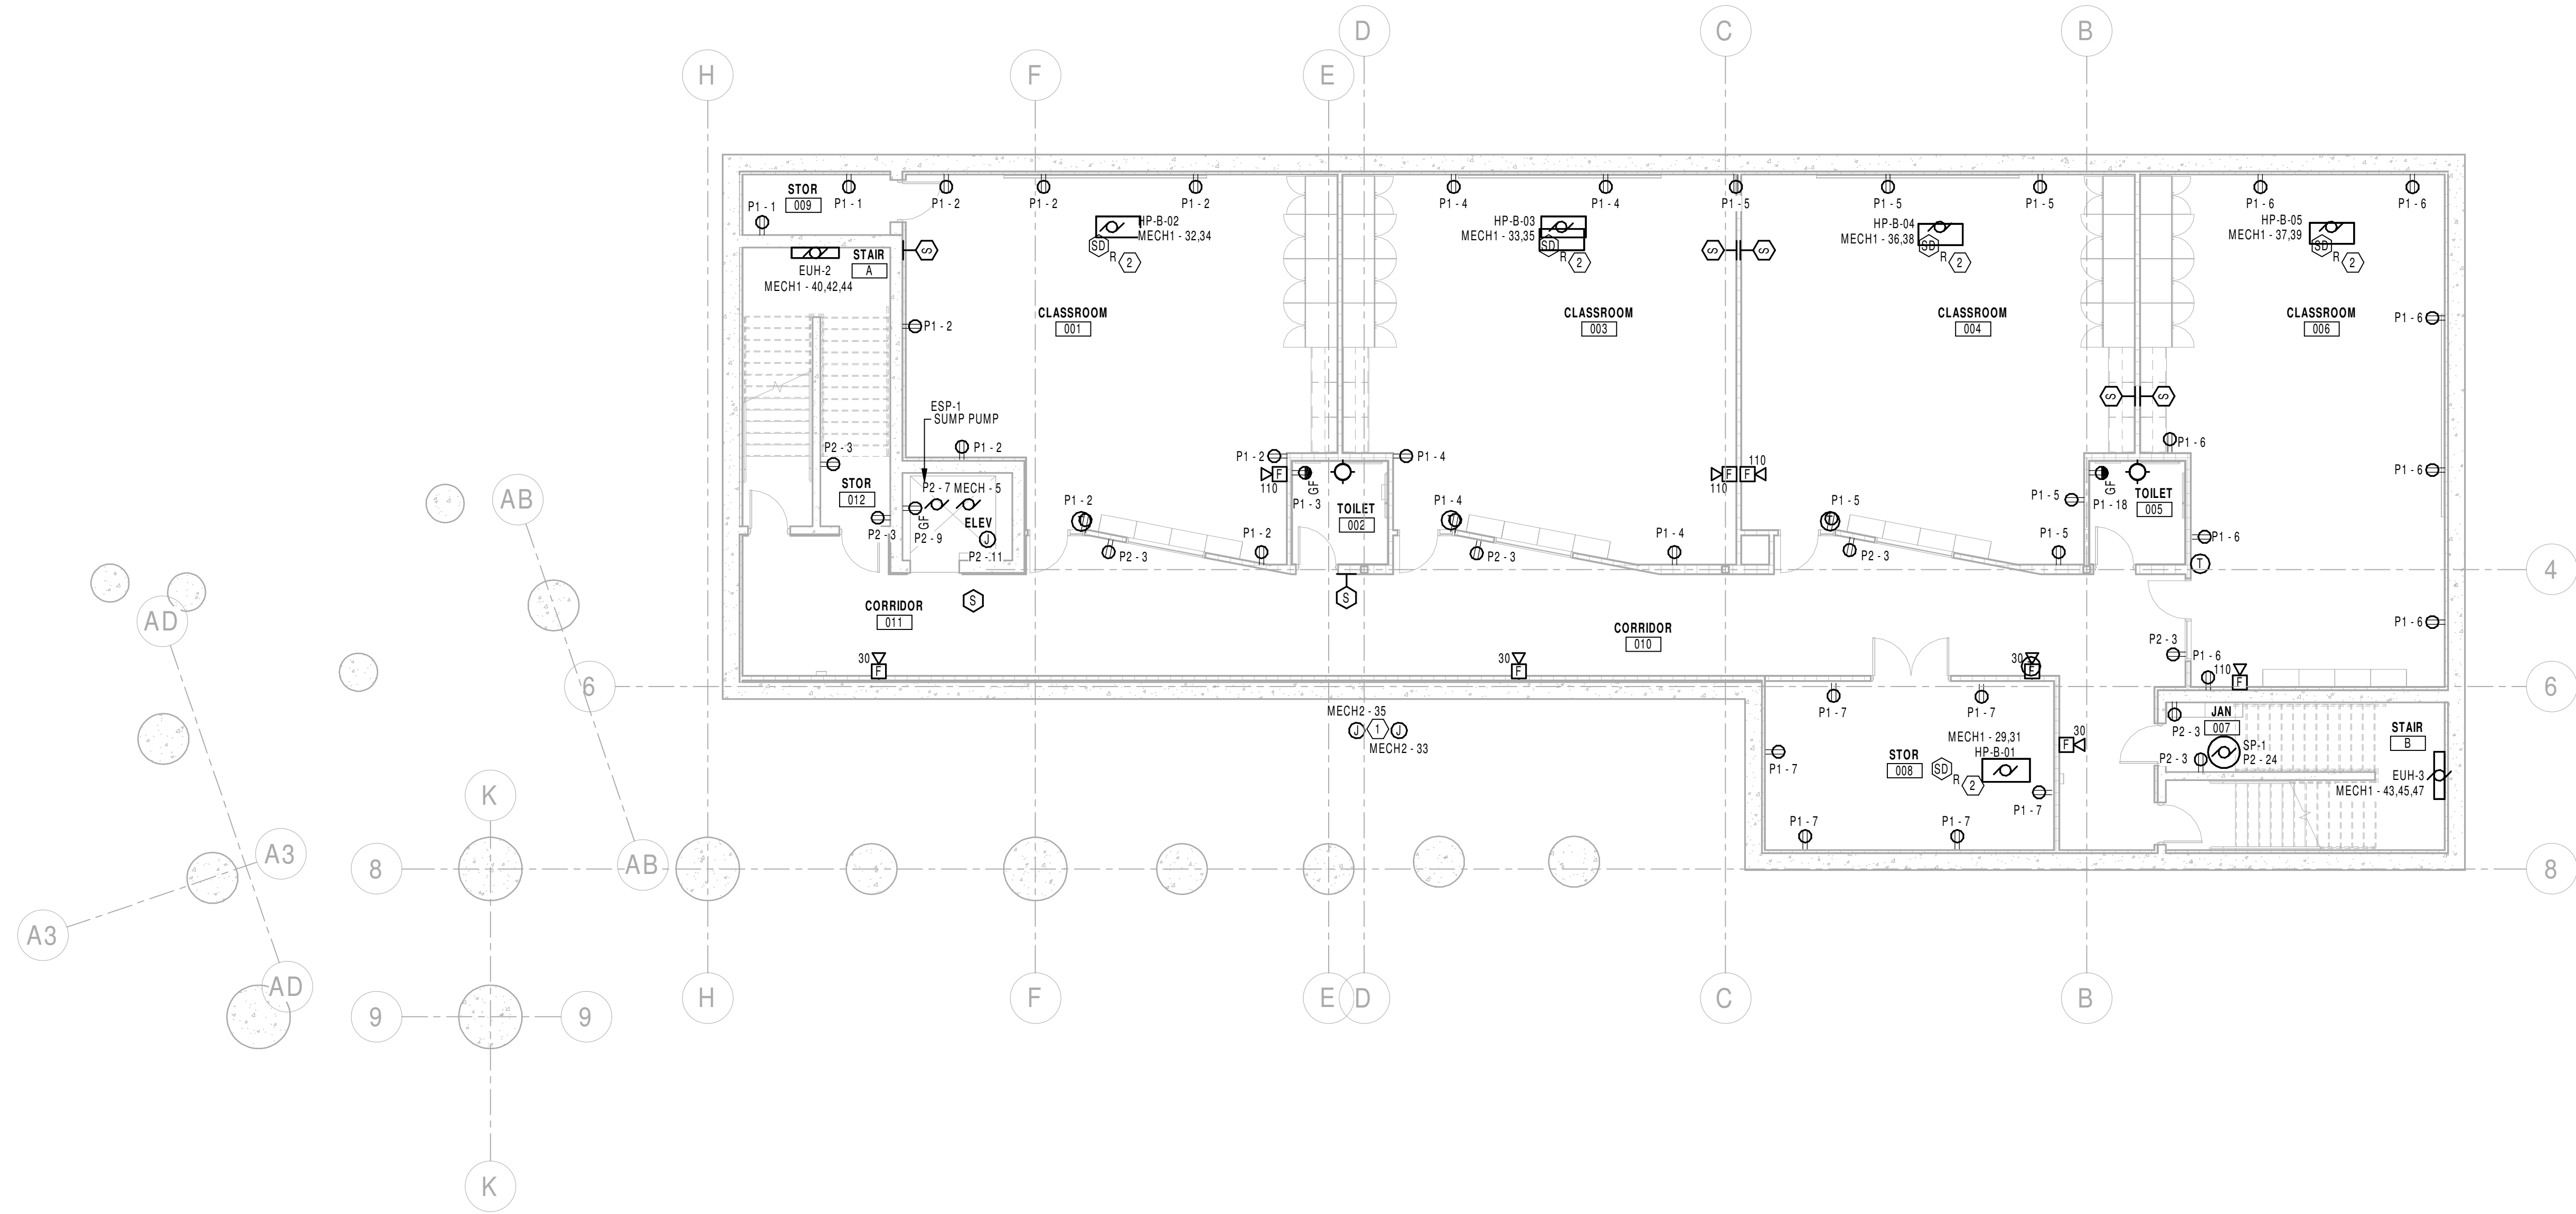 D
C
B
H
F
E
STOR
009
P1 - 1
P1 - 1
P1 - 2
P1 - 2
P1 - 2
P1 - 4
P1 - 4
P1 - 5
P1 - 5
P1 - 5
P1 - 6
P1 - 6
HP-B-02
MECH1 - 32,34
SD
R
2
HP-B-03
MECH1 - 33,35
SD
R
2
HP-B-04
MECH1 - 36,38
SD
R
2
HP-B-05
MECH1 - 37,39
SD
R
2
STAIR
A
EUH-2
MECH1 - 40,42,44
S
S
S
CLASSROOM
001
CLASSROOM
003
CLASSROOM
004
CLASSROOM
006
P1 - 2
P1 - 6
S
S
ESP-1
SUMP PUMP
P2 - 3
P1 - 2
P1 - 2
P1 - 4
P1 - 6
P1 - 6
F
110
GF
P1 - 3
F
110
F
110
GF
P1 - 18
STOR
012
P2 - 3
P2 - 7
MECH - 5
GF
P2 - 9
ELEV
J
P2 - 11
P1 - 2
T
P2 - 3
P1 - 2
TOILET
002
P1 - 4
P2 - 3
P1 - 4
P2 - 3
P1 - 5
P1 - 5
TOILET
005
P1 - 6
T
4
AB
AD
CORRIDOR
011
S
S
CORRIDOR
010
P1 - 6
P2 - 3
P1 - 6
30
F
30
F
30
F
110
F
6
6
MECH2 - 35
J
1
J
MECH2 - 33
P1 - 7
P1 - 7
P1 - 7
STOR
008
MECH1 - 29,31
HP-B-01
SD
R
2
P1 - 7
P1 - 7
P1 - 7
30
F
P2 - 3
JAN
007
P2 - 3
SP-1
P2 - 24
STAIR
B
EUH-3
MECH1 - 43,45,47
K
A3
8
AB
8
A3
AD
9
9
H
F
E
D
C
B
K